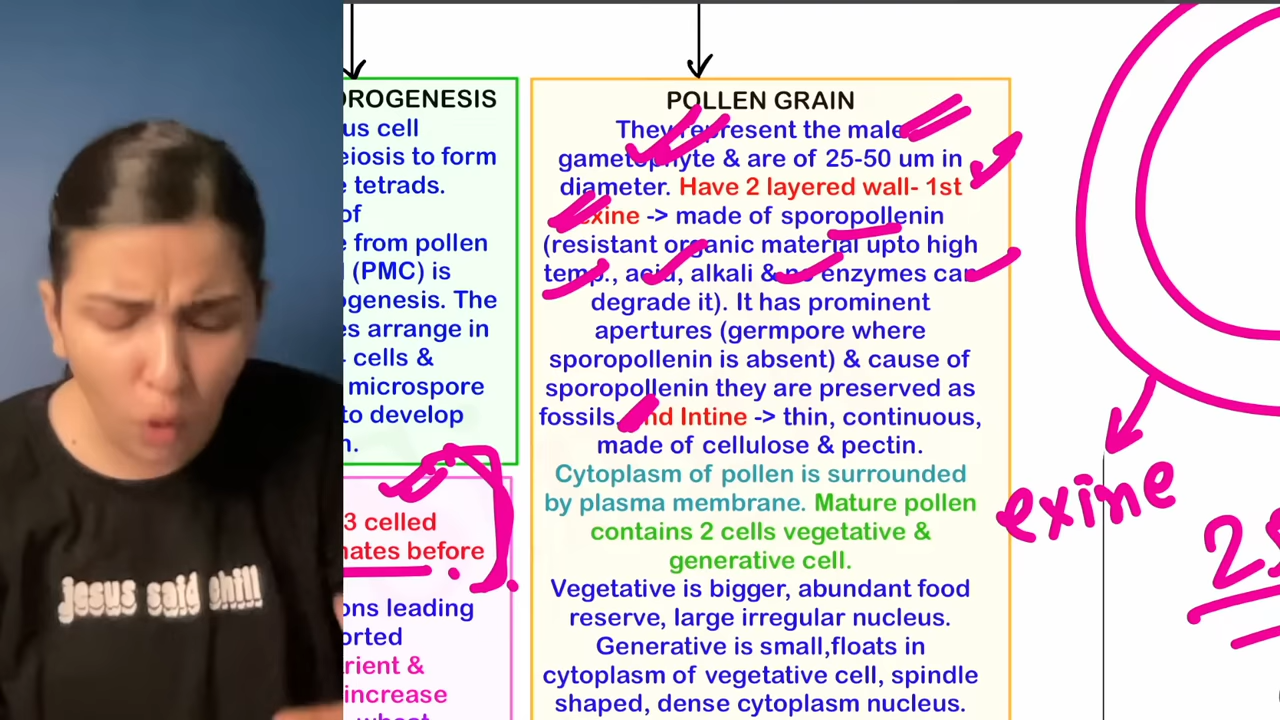 jesus said chill
OROGENESIS
us cell
eiosis to form
e tetrads.
of
e from pollen
(PMC) is
ogenesis. The
es arrange in
cells &
microspore
to develop
n.
3 celled
nates before
ons leading
orted
rient &
increase
wheat
POLLEN GRAIN
They represent the male
gametophyte & are of 25-50 um in
diameter. Have 2 layered wall- 1st
exine -> made of sporopollenin
(resistant organic material upto high
temp., acid, alkali & no enzymes can
degrade it). It has prominent
apertures (germpore where
sporopollenin is absent) & cause of
sporopollenin they are preserved as
fossils. Intine -> thin, continuous,
made of cellulose & pectin.
Cytoplasm of pollen is surrounded
by plasma membrane. Mature pollen
contains 2 cells vegetative &
generative cell.
Vegetative is bigger, abundant food
reserve, large irregular nucleus.
Generative is small,floats in
cytoplasm of vegetative cell, spindle
shaped, dense cytoplasm nucleus.
exine